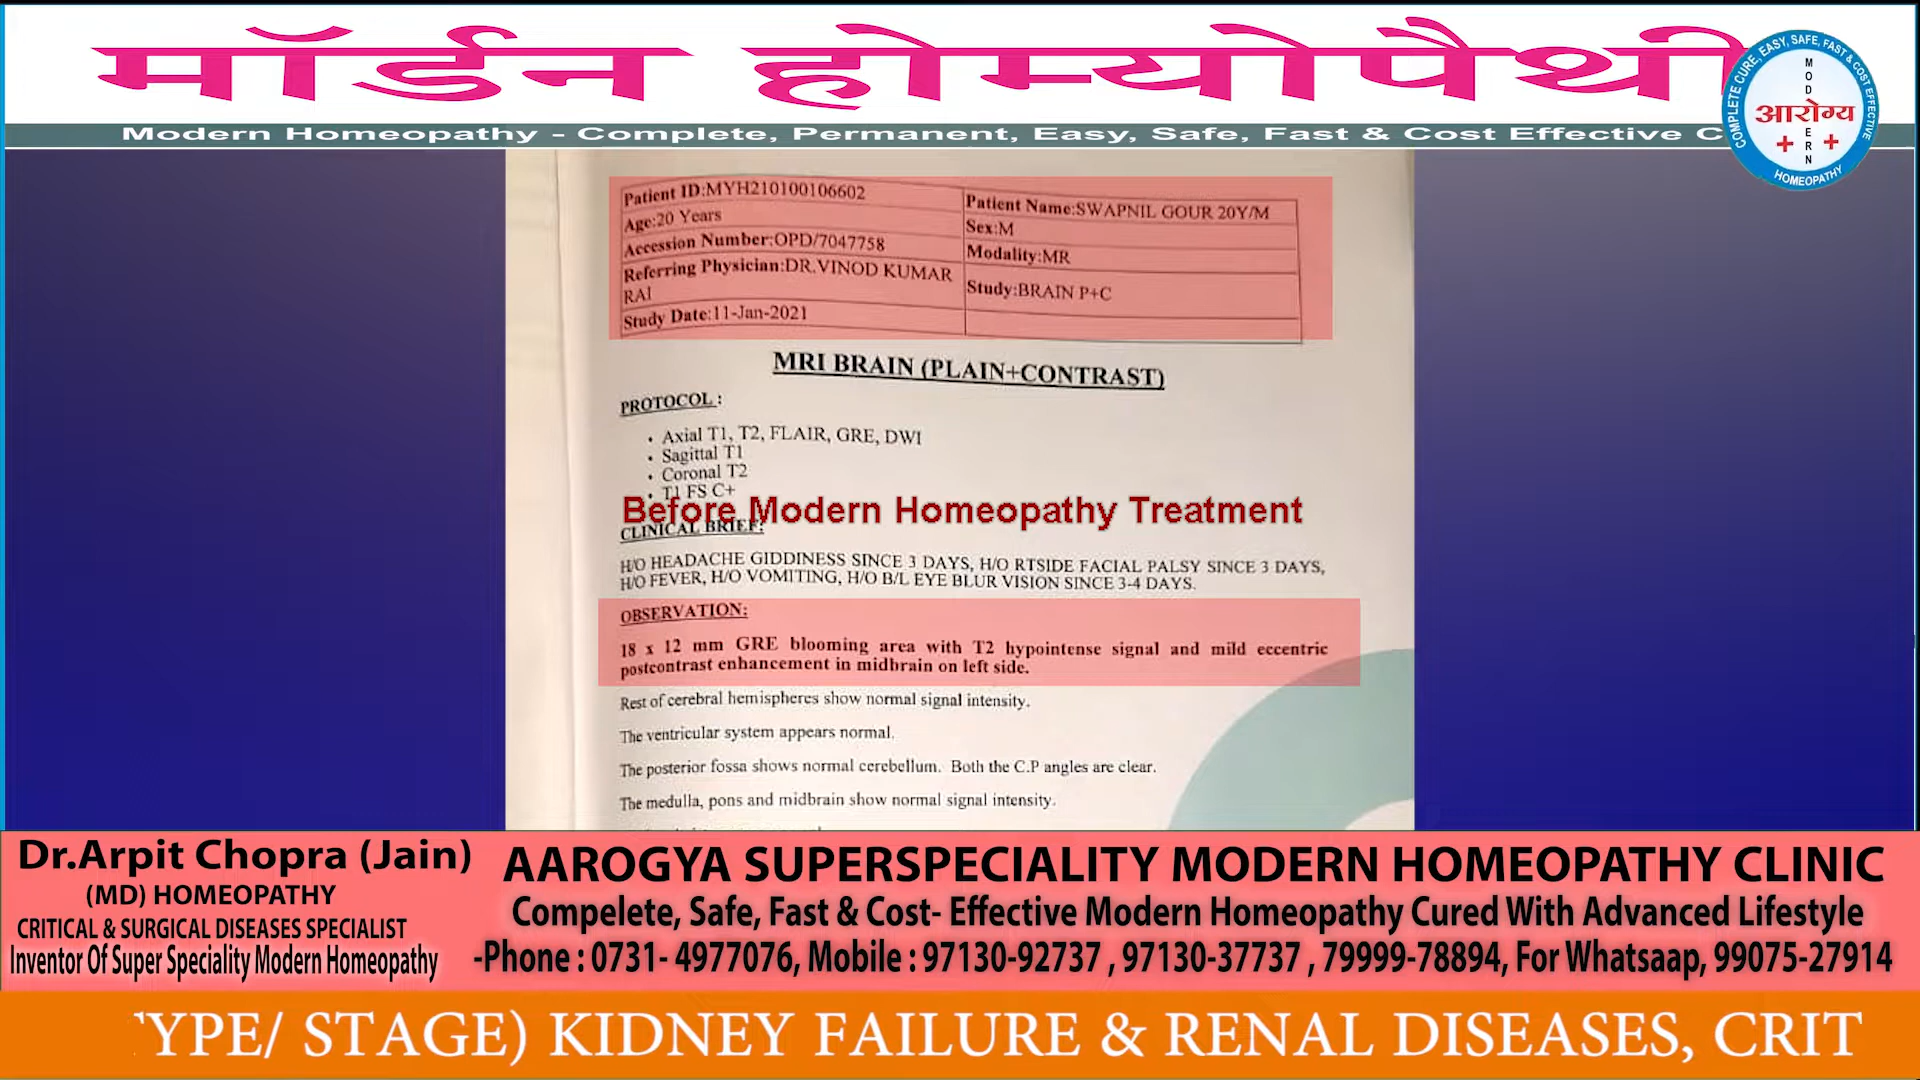 मॉर्डन होम्योपैथी
Modern Homeopathy - Complete, Permanent, Easy, Safe, Fast & Cost Effective C
COMPLETE CURE, EASY, SAFE, FAST & COST EFFECTIVE
MODERN
आरोग्य
HOMEOPATHY
Patient ID:MYH210100106602
Patient Name:SWAPNIL GOUR 20Y/M
Age:20 Years
Sex:M
Accession Number:OPD/7047758
Modality:MR
Referring Physician:DR.VINOD KUMAR
RAI
Study:BRAIN P+C
Study Date:11-Jan-2021
MRI BRAIN (PLAIN+CONTRAST)
PROTOCOL :
• Axial T1, T2, FLAIR, GRE, DWI
• Sagittal T1
• Coronal T2
• T1 FS C+
Before Modern Homeopathy Treatment
CLINICAL BRIEF:
H/O HEADACHE GIDDINESS SINCE 3 DAYS, H/O RTSIDE FACIAL PALSY SINCE 3 DAYS,
H/O FEVER, H/O VOMITING, H/O B/L EYE BLUR VISION SINCE 3-4 DAYS.
OBSERVATION:
18 x 12 mm GRE blooming area with T2 hypointense signal and mild eccentric
postcontrast enhancement in midbrain on left side.
Rest of cerebral hemispheres show normal signal intensity.
The ventricular system appears normal.
The posterior fossa shows normal cerebellum. Both the C.P angles are clear.
The medulla, pons and midbrain show normal signal intensity.
Dr.Arpit Chopra (Jain)
(MD) HOMEOPATHY
CRITICAL & SURGICAL DISEASES SPECIALIST
Inventor Of Super Speciality Modern Homeopathy
AAROGYA SUPERSPECIALITY MODERN HOMEOPATHY CLINIC
Compelete, Safe, Fast & Cost- Effective Modern Homeopathy Cured With Advanced Lifestyle
-Phone : 0731- 4977076, Mobile : 97130-92737 , 97130-37737 , 79999-78894, For Whatsaap, 99075-27914
YPE/ STAGE) KIDNEY FAILURE & RENAL DISEASES, CRIT